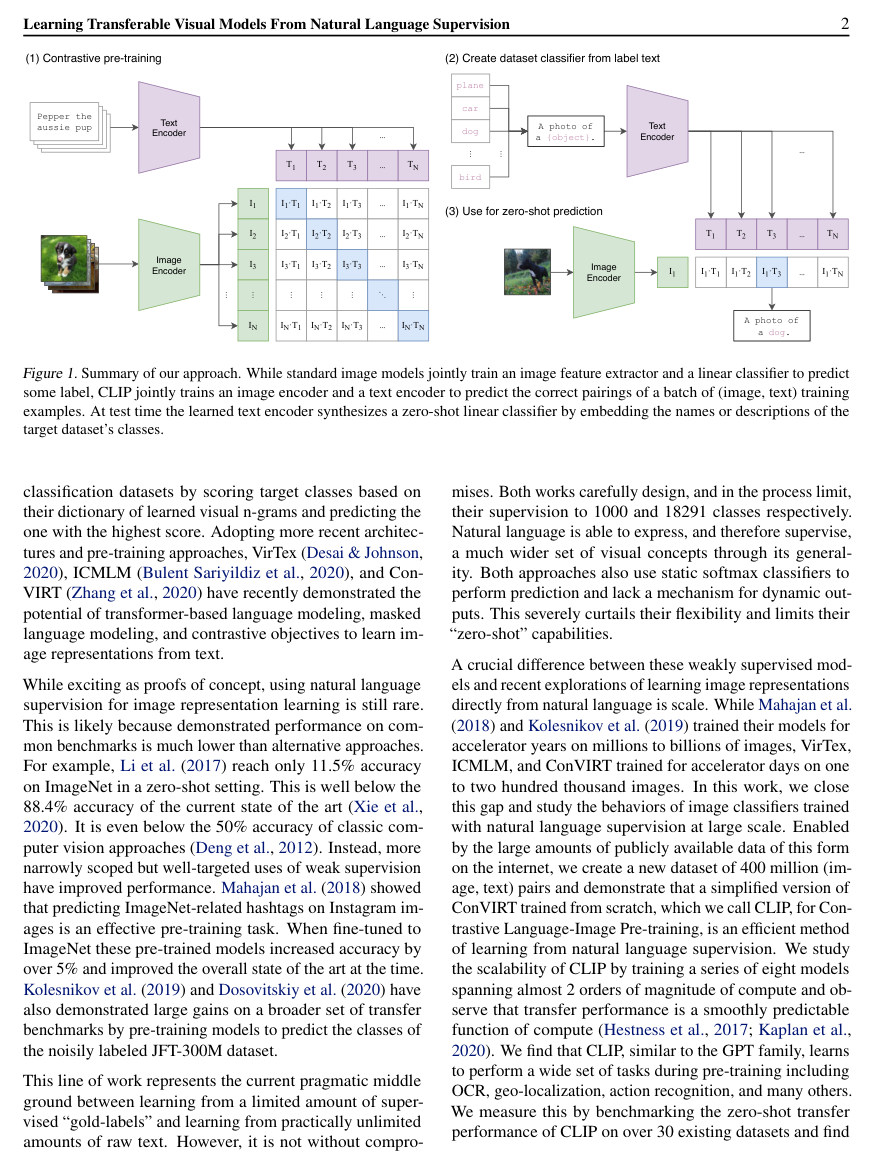 Learning Transferable Visual Models From Natural Language Supervision 2
(1) Contrastive pre-training
Pepper the
aussie pup
Text
Encoder
...
T1 T2 T3 ... TN
I1 I1·T1 I1·T2 I1·T3 ... I1·TN
I2 I2·T1 I2·T2 I2·T3 ... I2·TN
Image
Encoder
I3 I3·T1 I3·T2 I3·T3 ... I3·TN
⋮ ⋮ ⋮ ⋮ ⋮ ⋱ ⋮
IN IN·T1 IN·T2 IN·T3 ... IN·TN
(2) Create dataset classifier from label text
plane
car
dog
⋮ ⋮
bird
A photo of
a {object}.
Text
Encoder
...
(3) Use for zero-shot prediction
T1 T2 T3 ... TN
Image
Encoder
I1 I1·T1 I1·T2 I1·T3 ... I1·TN
A photo of
a dog.
Figure 1. Summary of our approach. While standard image models jointly train an image feature extractor and a linear classifier to predict
some label, CLIP jointly trains an image encoder and a text encoder to predict the correct pairings of a batch of (image, text) training
examples. At test time the learned text encoder synthesizes a zero-shot linear classifier by embedding the names or descriptions of the
target dataset's classes.
classification datasets by scoring target classes based on
their dictionary of learned visual n-grams and predicting the
one with the highest score. Adopting more recent architec-
tures and pre-training approaches, VirTex (Desai & Johnson,
2020), ICMLM (Bulent Sariyildiz et al., 2020), and Con-
VIRT (Zhang et al., 2020) have recently demonstrated the
potential of transformer-based language modeling, masked
language modeling, and contrastive objectives to learn im-
age representations from text.
While exciting as proofs of concept, using natural language
supervision for image representation learning is still rare.
This is likely because demonstrated performance on com-
mon benchmarks is much lower than alternative approaches.
For example, Li et al. (2017) reach only 11.5% accuracy
on ImageNet in a zero-shot setting. This is well below the
88.4% accuracy of the current state of the art (Xie et al.,
2020). It is even below the 50% accuracy of classic com-
puter vision approaches (Deng et al., 2012). Instead, more
narrowly scoped but well-targeted uses of weak supervision
have improved performance. Mahajan et al. (2018) showed
that predicting ImageNet-related hashtags on Instagram im-
ages is an effective pre-training task. When fine-tuned to
ImageNet these pre-trained models increased accuracy by
over 5% and improved the overall state of the art at the time.
Kolesnikov et al. (2019) and Dosovitskiy et al. (2020) have
also demonstrated large gains on a broader set of transfer
benchmarks by pre-training models to predict the classes of
the noisily labeled JFT-300M dataset.
This line of work represents the current pragmatic middle
ground between learning from a limited amount of super-
vised “gold-labels” and learning from practically unlimited
amounts of raw text. However, it is not without compro-
mises. Both works carefully design, and in the process limit,
their supervision to 1000 and 18291 classes respectively.
Natural language is able to express, and therefore supervise,
a much wider set of visual concepts through its general-
ity. Both approaches also use static softmax classifiers to
perform prediction and lack a mechanism for dynamic out-
puts. This severely curtails their flexibility and limits their
“zero-shot” capabilities.
A crucial difference between these weakly supervised mod-
els and recent explorations of learning image representations
directly from natural language is scale. While Mahajan et al.
(2018) and Kolesnikov et al. (2019) trained their models for
accelerator years on millions to billions of images, VirTex,
ICMLM, and ConVIRT trained for accelerator days on one
to two hundred thousand images. In this work, we close
this gap and study the behaviors of image classifiers trained
with natural language supervision at large scale. Enabled
by the large amounts of publicly available data of this form
on the internet, we create a new dataset of 400 million (im-
age, text) pairs and demonstrate that a simplified version of
ConVIRT trained from scratch, which we call CLIP, for Con-
trastive Language-Image Pre-training, is an efficient method
of learning from natural language supervision. We study
the scalability of CLIP by training a series of eight models
spanning almost 2 orders of magnitude of compute and ob-
serve that transfer performance is a smoothly predictable
function of compute (Hestness et al., 2017; Kaplan et al.,
2020). We find that CLIP, similar to the GPT family, learns
to perform a wide set of tasks during pre-training including
OCR, geo-localization, action recognition, and many others.
We measure this by benchmarking the zero-shot transfer
performance of CLIP on over 30 existing datasets and find